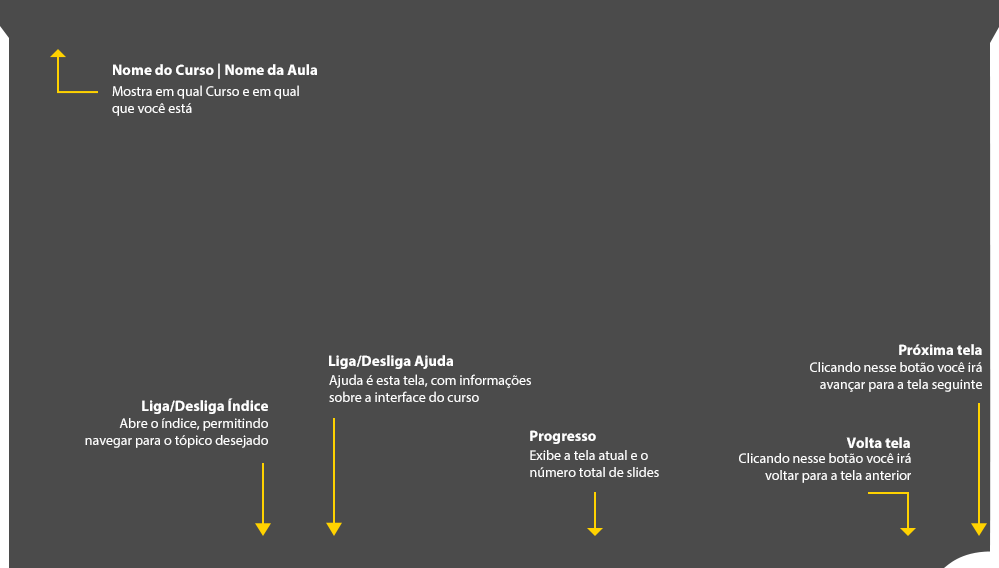 Nome do Curso | Nome da Aula
Mostra em qual Curso e em qual
que você está
Liga/Desliga Índice
Abre o índice, permitindo
navegar para o tópico desejado
Liga/Desliga Ajuda
Ajuda é esta tela, com informações
sobre a interface do curso
Progresso
Exibe a tela atual e o
número total de slides
Volta tela
Clicando nesse botão você irá
voltar para a tela anterior
Próxima tela
Clicando nesse botão você irá
avançar para a tela seguinte